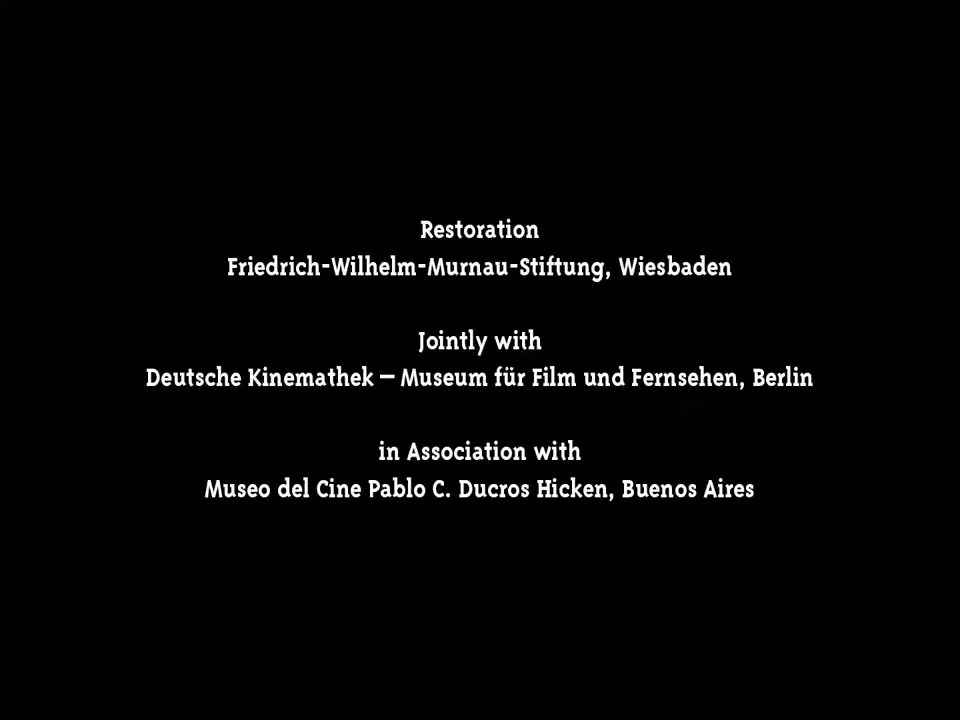 Restoration
Friedrich-Wilhelm-Murnau-Stiftung, Wiesbaden
Jointly with
Deutsche Kinemathek – Museum für Film und Fernsehen, Berlin
in Association with
Museo del Cine Pablo C. Ducros Hicken, Buenos Aires